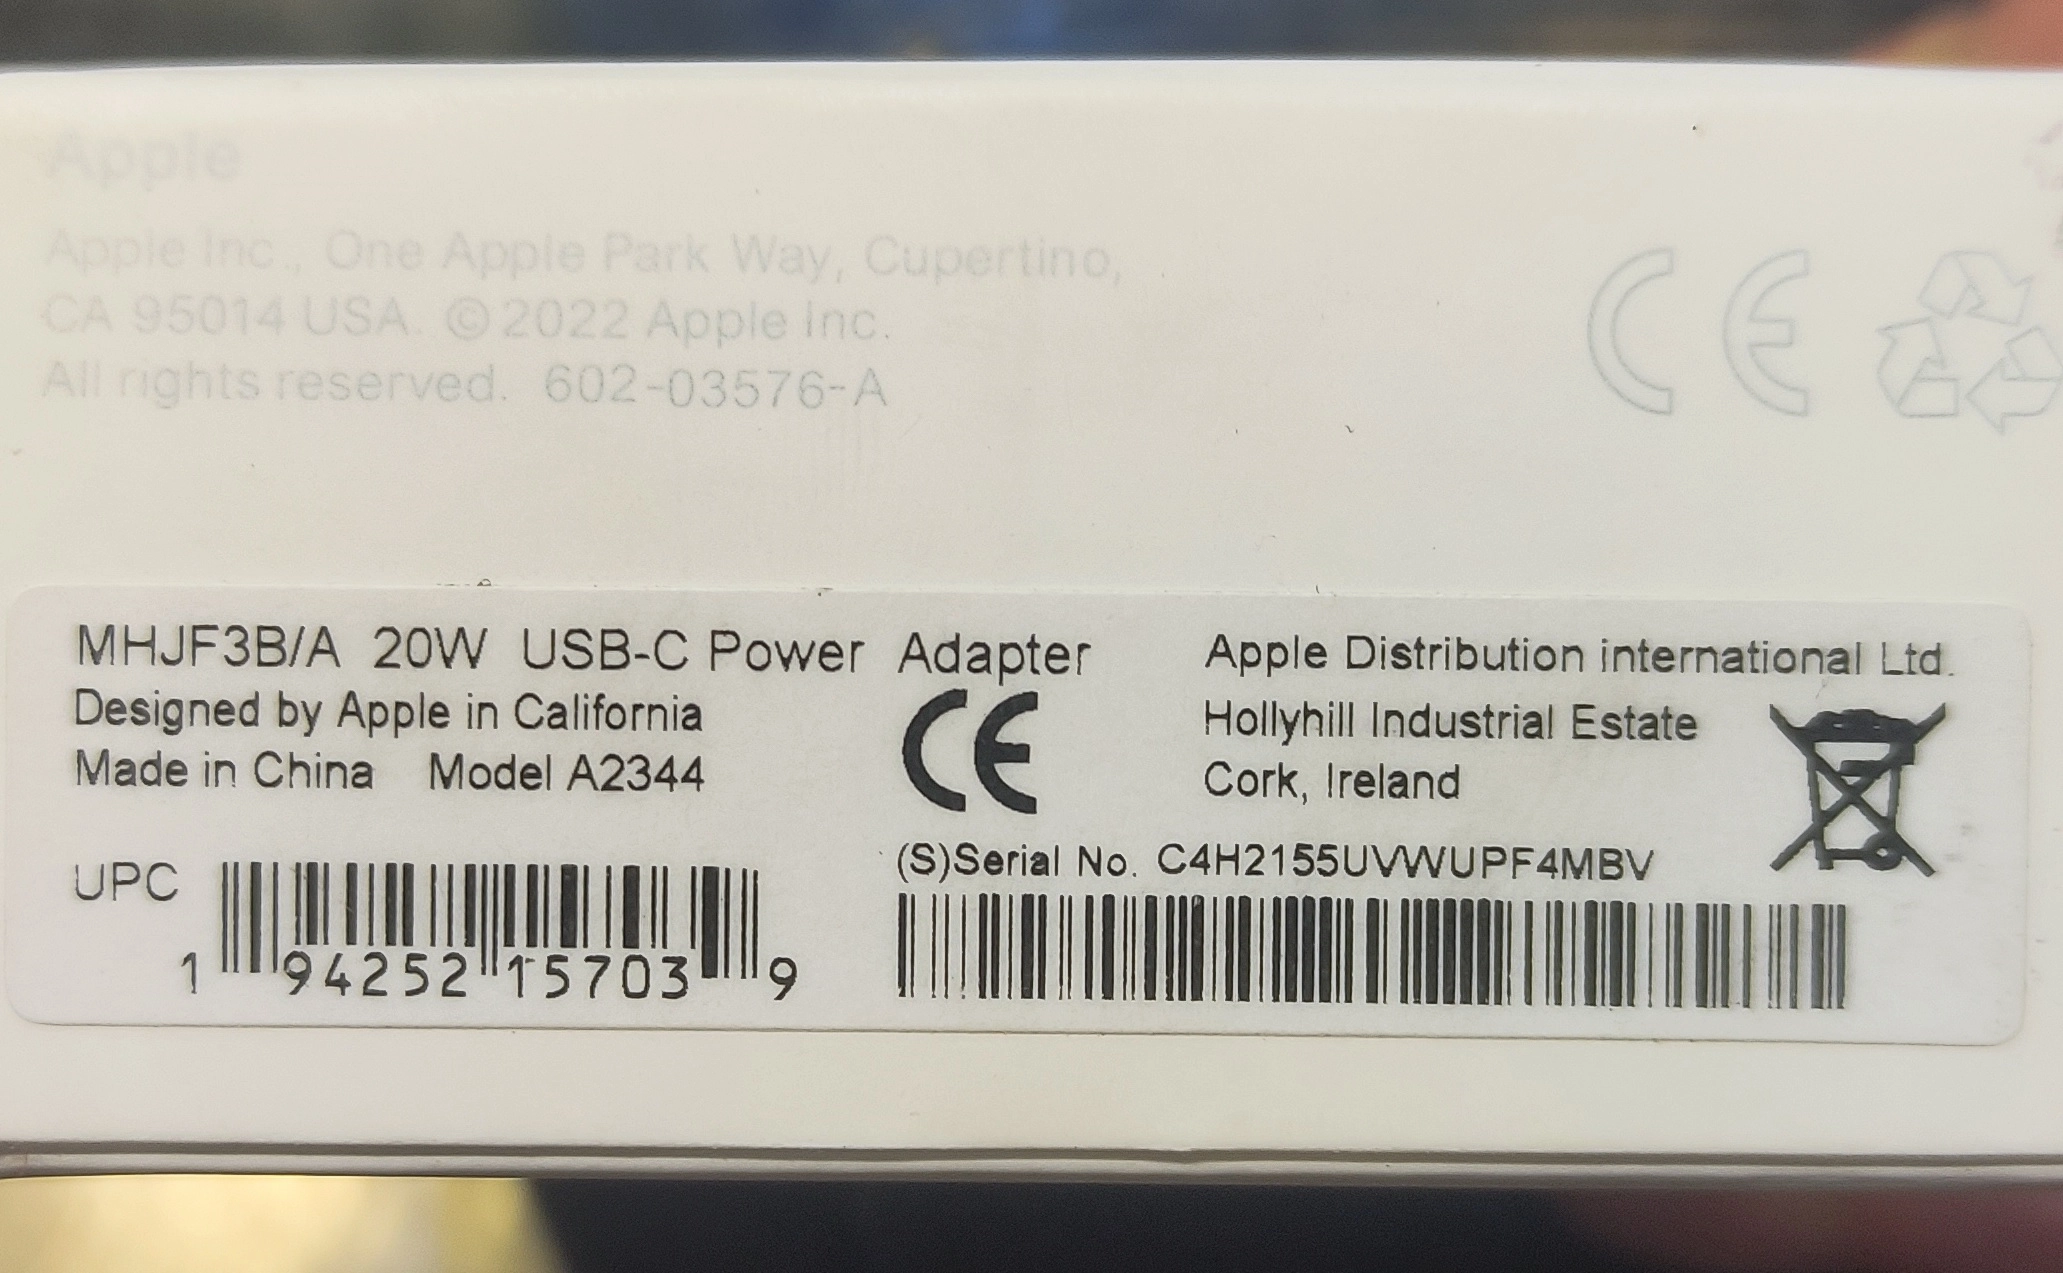 Apple
Apple Inc., One Apple Park Way, Cupertino,
CA 95014 USA. ©2022 Apple Inc.
All rights reserved. 602-03576-A
CE
MHJF3B/A 20W USB-C Power Adapter
Designed by Apple in California
Made in China Model A2344
CE
Apple Distribution international Ltd.
Hollyhill Industrial Estate
Cork, Ireland
UPC
1 94252 15703 9
(S)Serial No. C4H2155UVWUPF4MBV